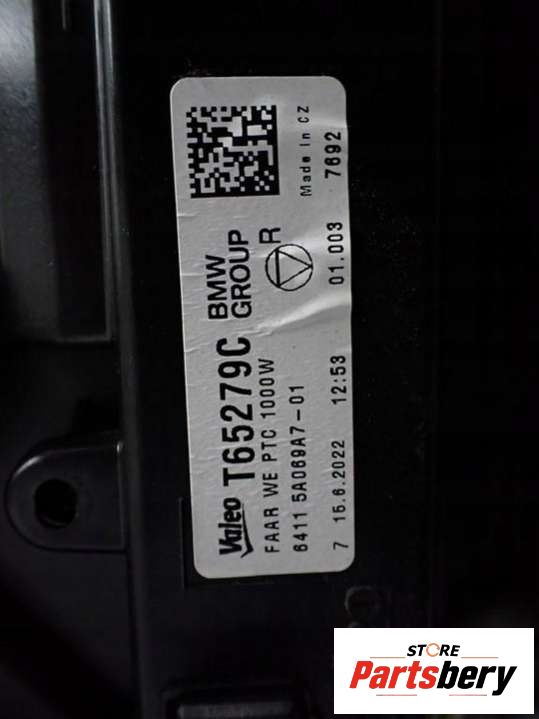 Valeo T65279C BMW GROUP
FAAR WE PTC 1000W R
6411 5A069A7-01 Made in CZ
7 15.6.2022 12:53 01.003 7692
STORE
Partsbery